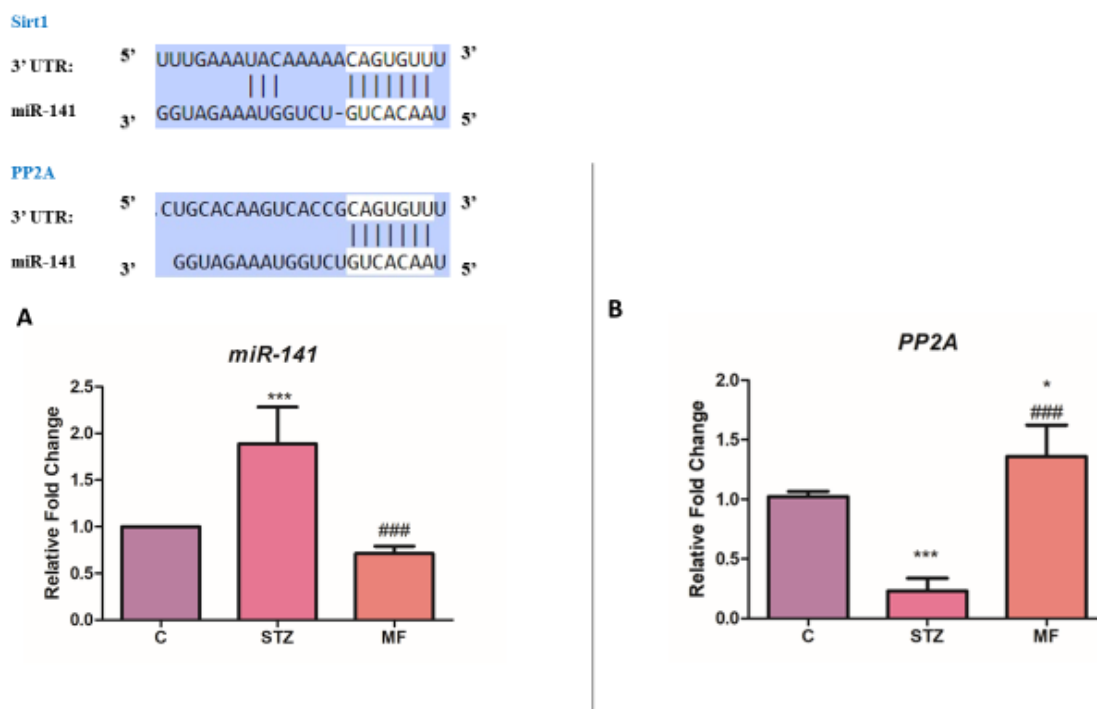 Sirt1
5’ UUUGAAAUACAAAAACAGUGUUU 3’
3’ UTR:
||| |||||||
miR-141
3’ GGUAGAAAUGGUCU-GUCACAAU 5’
PP2A
5’ .CUGCACAAGUCACCGCAGUGUUU 3’
3’ UTR:
|||||||
miR-141
3’ GGUAGAAAUGGUCUGUCACAAU 5’
A
miR-141
Relative Fold Change
2.5
2.0
1.5
1.0
0.5
0.0
***
###
C STZ MF
B
PP2A
Relative Fold Change
2.0
1.5
1.0
0.5
0.0
***
*
###
C STZ MF